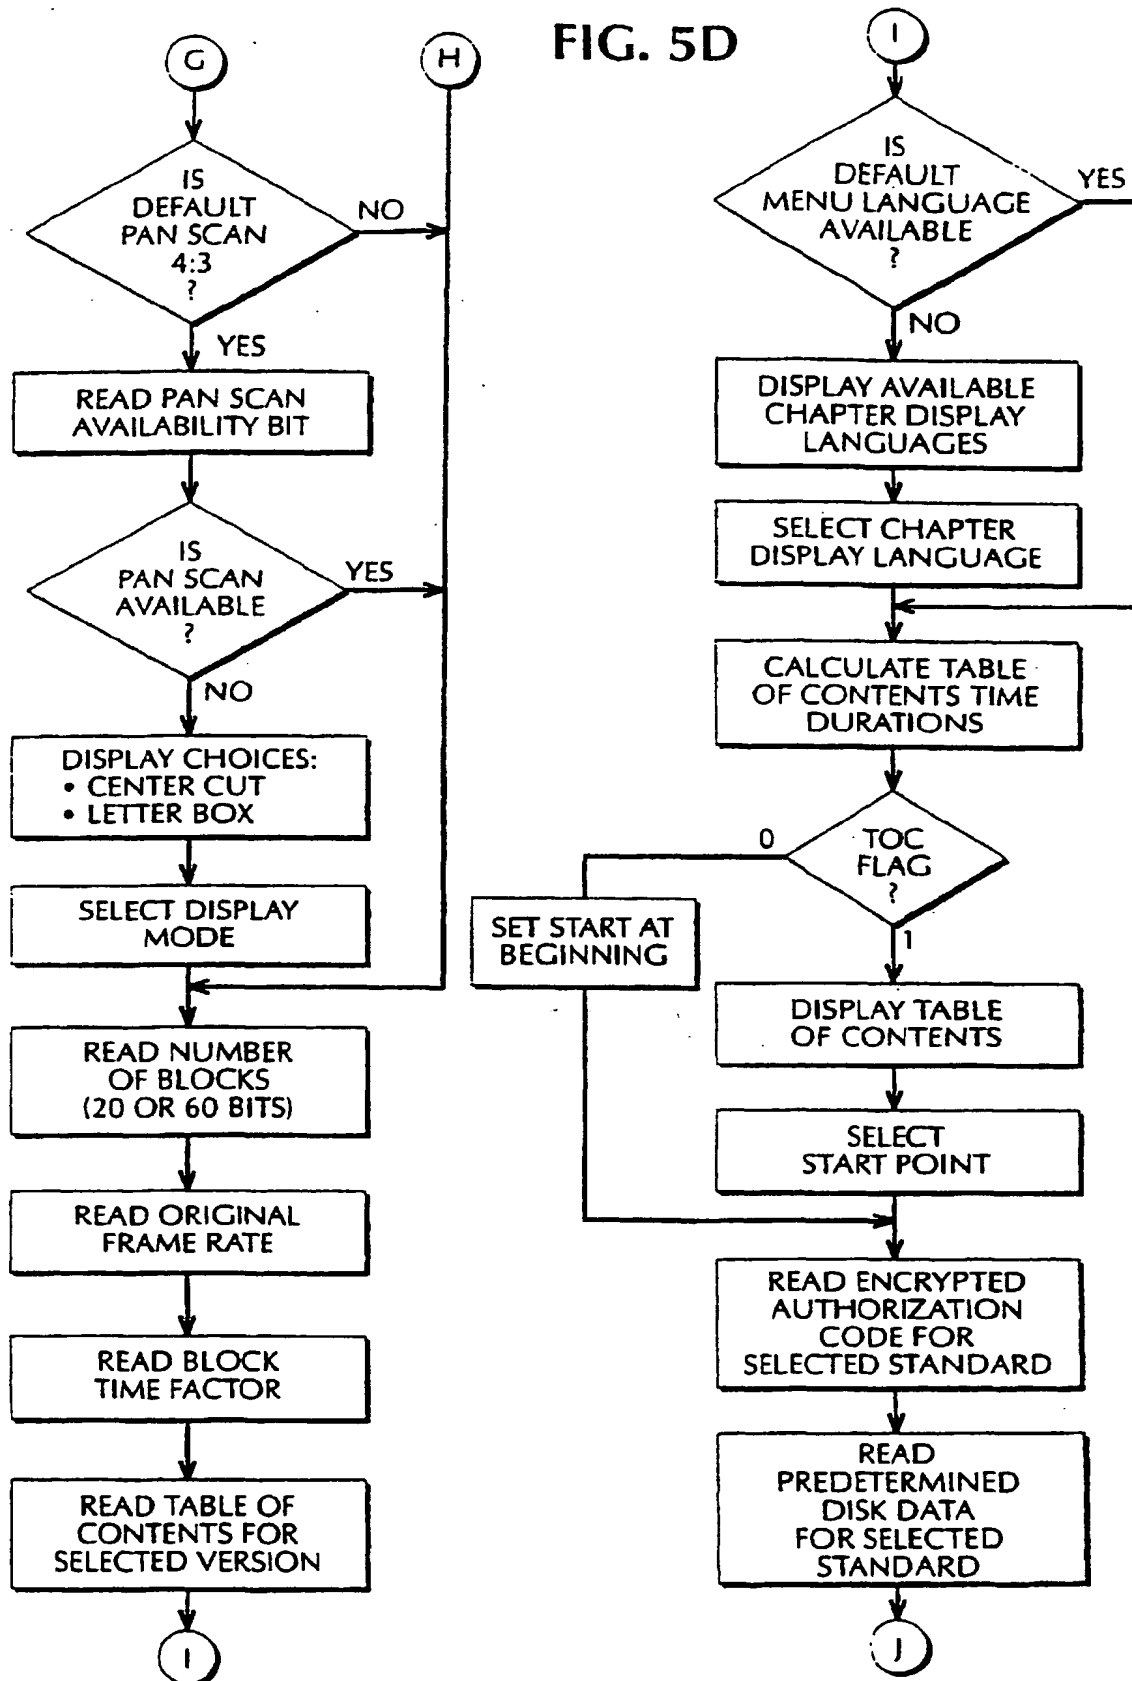 FIG. 5D
G
H
IS
DEFAULT
PAN SCAN
4:3
?
NO
YES
READ PAN SCAN
AVAILABILITY BIT
IS
PAN SCAN
AVAILABLE
?
YES
NO
DISPLAY CHOICES:
• CENTER CUT
• LETTER BOX
SELECT DISPLAY
MODE
READ NUMBER
OF BLOCKS
(20 OR 60 BITS)
READ ORIGINAL
FRAME RATE
READ BLOCK
TIME FACTOR
READ TABLE OF
CONTENTS FOR
SELECTED VERSION
I
I
IS
DEFAULT
MENU LANGUAGE
AVAILABLE
?
YES
NO
DISPLAY AVAILABLE
CHAPTER DISPLAY
LANGUAGES
SELECT CHAPTER
DISPLAY LANGUAGE
CALCULATE TABLE
OF CONTENTS TIME
DURATIONS
TOC
FLAG
?
0
1
SET START AT
BEGINNING
DISPLAY TABLE
OF CONTENTS
SELECT
START POINT
READ ENCRYPTED
AUTHORIZATION
CODE FOR
SELECTED STANDARD
READ
PREDETERMINED
DISK DATA
FOR SELECTED
STANDARD
J